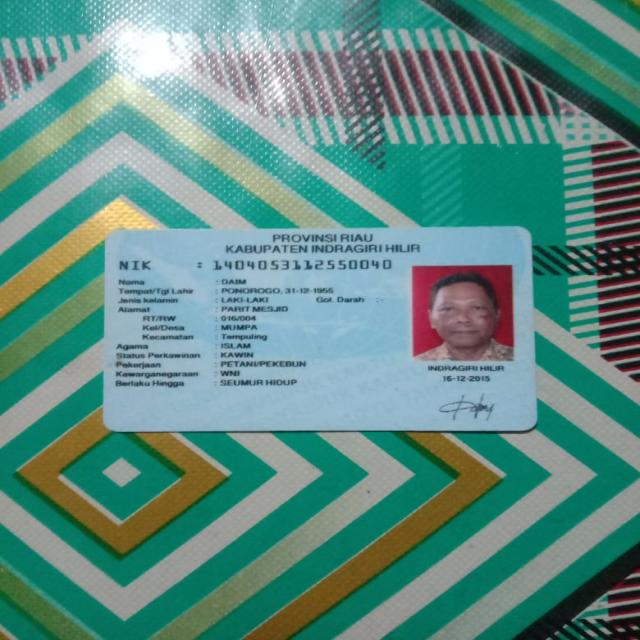 PROVINSI RIAU
KABUPATEN INDRAGIRI HILIR
NIK : 1404053112550040
Nama : DAIM
Tempat/Tgl Lahir : PONOROGO, 31-12-1955
Jenis kelamin : LAKI-LAKI Gol. Darah :-
Alamat : PARIT MESJID
RT/RW : 016/004
Kel/Desa : MUMPA
Kecamatan : Tempuling
Agama : ISLAM
Status Perkawinan : KAWIN
Pekerjaan : PETANI/PEKEBUN
Kewarganegaraan : WNI
Berlaku Hingga : SEUMUR HIDUP
INDRAGIRI HILIR
16-12-2015